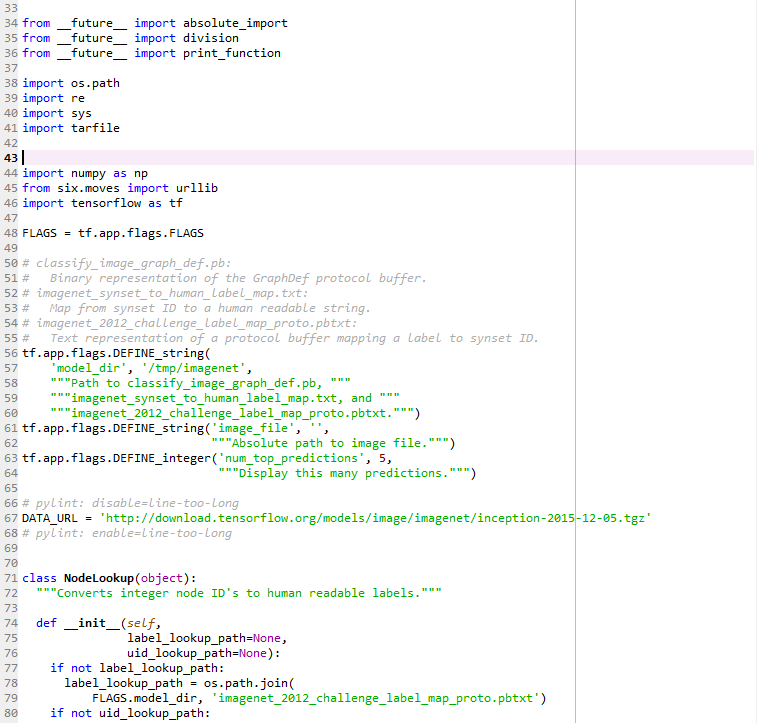 33
34 from __future__ import absolute_import
35 from __future__ import division
36 from __future__ import print_function
37
38 import os.path
39 import re
40 import sys
41 import tarfile
42
43
44 import numpy as np
45 from six.moves import urllib
46 import tensorflow as tf
47
48 FLAGS = tf.app.flags.FLAGS
49
50 # classify_image_graph_def.pb:
51 #   Binary representation of the GraphDef protocol buffer.
52 # imagenet_synset_to_human_label_map.txt:
53 #   Map from synset ID to a human readable string.
54 # imagenet_2012_challenge_label_map_proto.pbtxt:
55 #   Text representation of a protocol buffer mapping a label to synset ID.
56 tf.app.flags.DEFINE_string(
57     'model_dir', '/tmp/imagenet',
58     """Path to classify_image_graph_def.pb, """
59     """imagenet_synset_to_human_label_map.txt, and """
60     """imagenet_2012_challenge_label_map_proto.pbtxt.""")
61 tf.app.flags.DEFINE_string('image_file', '',
62                            """Absolute path to image file.""")
63 tf.app.flags.DEFINE_integer('num_top_predictions', 5,
64                             """Display this many predictions.""")
65
66 # pylint: disable=line-too-long
67 DATA_URL = 'http://download.tensorflow.org/models/image/imagenet/inception-2015-12-05.tgz'
68 # pylint: enable=line-too-long
69
70
71 class NodeLookup(object):
72   """Converts integer node ID's to human readable labels."""
73
74   def __init__(self,
75                label_lookup_path=None,
76                uid_lookup_path=None):
77     if not label_lookup_path:
78       label_lookup_path = os.path.join(
79           FLAGS.model_dir, 'imagenet_2012_challenge_label_map_proto.pbtxt')
80     if not uid_lookup_path: